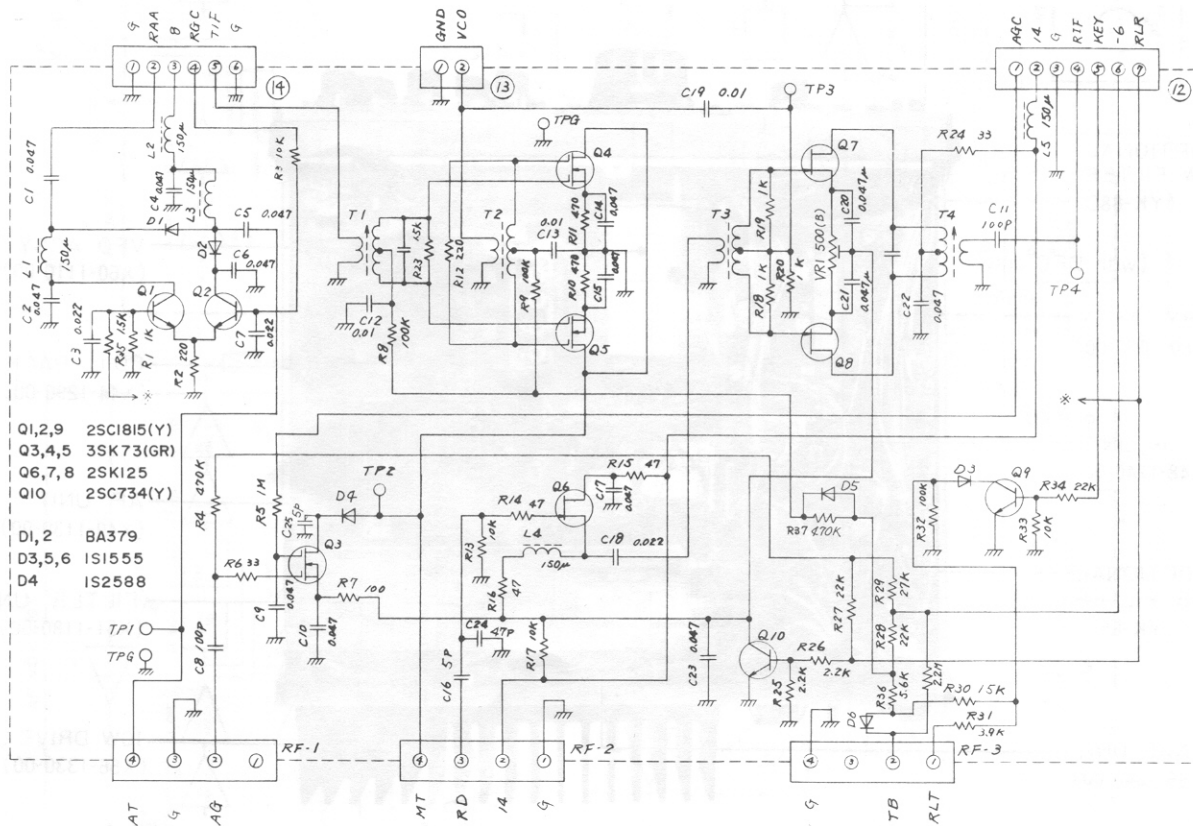 G RAA B RGC TIF G
1 2 3 4 5 6
14
GND VCO
1 2
13
AGC 14 G RIF KEY -6 RLR
1 2 3 4 5 6 7
12
C1 0.047
L2 150μ
R3 10K
C4 0.047
L3 150μ
D1
D2
C5 0.047
C6 0.047
L1 150μ
C2 0.047
Q1
Q2
C3 0.022
R25 1.5K
R1 1K
R2 220
C7 0.022
※
T1
1.5K
R23
C12 0.01
R8 100K
R12 220
T2
0.01 C13
R9 100K
TPG
Q4
R11 470
C14 0.047
R10 470
C15 0.047
Q5
C19 0.01
TP3
T3
R19 1K
R18 1K
R20 1K
Q7
VR1 500(B)
C20 0.047μ
C21 0.047μ
Q8
C22 0.047
T4
R24 33
L5 150μ
C11 100P
TP4
※
Q1,2,9 2SC1815(Y)
Q3,4,5 3SK73(GR)
Q6,7,8 2SK125
Q10 2SC734(Y)
D1,2 BA379
D3,5,6 1S1555
D4 1S2588
R4 470K
R5 1M
C25 5P
D4
TP2
Q3
R6 33
C9 0.047
C10 0.047
R7 100
C8 100P
TP1
TPG
R13 10K
R14 47
Q6
R15 47
C17 0.047
L4 150μ
C18 0.022
R16 47
C24 47P
C16 5P
R17 10K
D5
R37 470K
D3
Q9
R32 100K
R33 10K
R34 22K
R27 22K
R29 27K
R28 22K
R36 5.6K
2.2M
R30 15K
R31 3.9K
Q10
C23 0.047
R25 2.2K
R26 2.2K
D6
4 3 2 1
RF-1
AT G AG
4 3 2 1
RF-2
MT RD 14 G
4 3 2 1
RF-3
G TB RLT